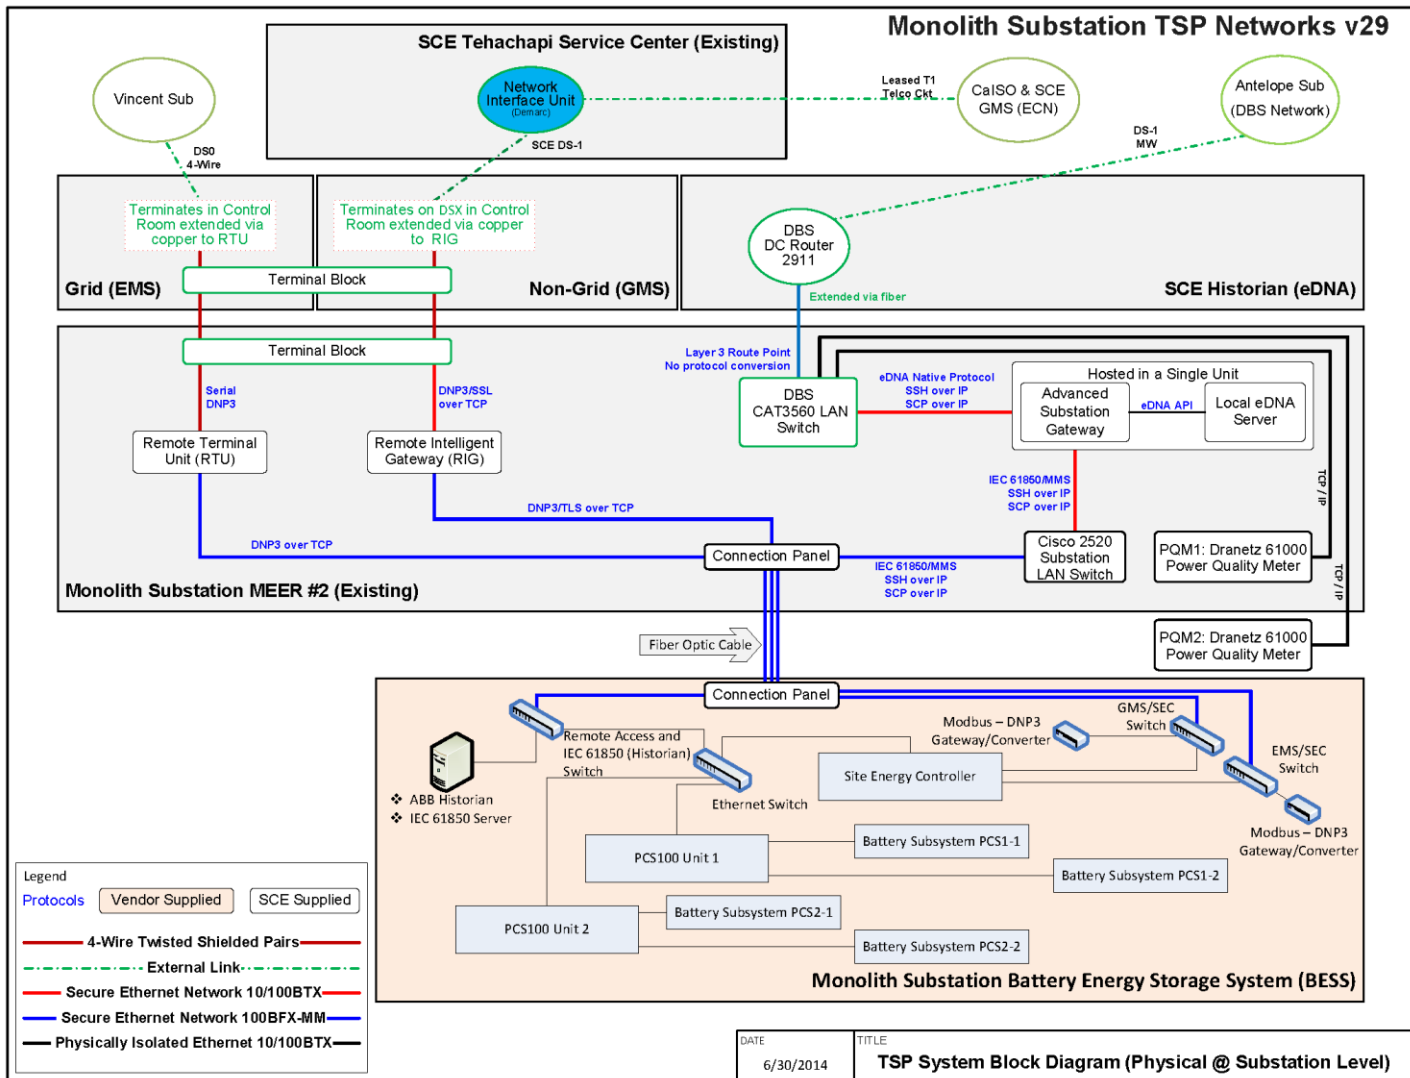 Monolith Substation TSP Networks v29
SCE Tehachapi Service Center (Existing)
Vincent Sub
Network
Interface Unit
(Demarc)
Leased T1
Telco Ckt
CalSO & SCE
GMS (ECN)
Antelope Sub
(DBS Network)
DS0
4-Wire
SCE DS-1
DS-1
MW
Terminates in Control
Room extended via
copper to RTU
Terminates on DSX in Control
Room extended via copper
to RIG
DBS
DC Router
2911
Terminal Block
Grid (EMS)
Non-Grid (GMS)
Extended via fiber
SCE Historian (eDNA)
Terminal Block
Layer 3 Route Point
No protocol conversion
Serial
DNP3
DNP3/SSL
over TCP
DBS
CAT3560 LAN
Switch
eDNA Native Protocol
SSH over IP
SCP over IP
Hosted in a Single Unit
Advanced
Substation
Gateway
eDNA API
Local eDNA
Server
Remote Terminal
Unit (RTU)
Remote Intelligent
Gateway (RIG)
IEC 61850/MMS
SSH over IP
SCP over IP
TCP / IP
TCP / IP
DNP3/TLS over TCP
DNP3 over TCP
Connection Panel
IEC 61850/MMS
SSH over IP
SCP over IP
Cisco 2520
Substation
LAN Switch
PQM1: Dranetz 61000
Power Quality Meter
Monolith Substation MEER #2 (Existing)
PQM2: Dranetz 61000
Power Quality Meter
Fiber Optic Cable
Connection Panel
Remote Access and
IEC 61850 (Historian)
Switch
Modbus – DNP3
Gateway/Converter
GMS/SEC
Switch
EMS/SEC
Switch
Site Energy Controller
❖ ABB Historian
❖ IEC 61850 Server
Ethernet Switch
Modbus – DNP3
Gateway/Converter
PCS100 Unit 1
Battery Subsystem PCS1-1
Battery Subsystem PCS1-2
PCS100 Unit 2
Battery Subsystem PCS2-1
Battery Subsystem PCS2-2
Monolith Substation Battery Energy Storage System (BESS)
Legend
Protocols
Vendor Supplied
SCE Supplied
4-Wire Twisted Shielded Pairs
External Link
Secure Ethernet Network 10/100BTX
Secure Ethernet Network 100BFX-MM
Physically Isolated Ethernet 10/100BTX
DATE
6/30/2014
TITLE
TSP System Block Diagram (Physical @ Substation Level)